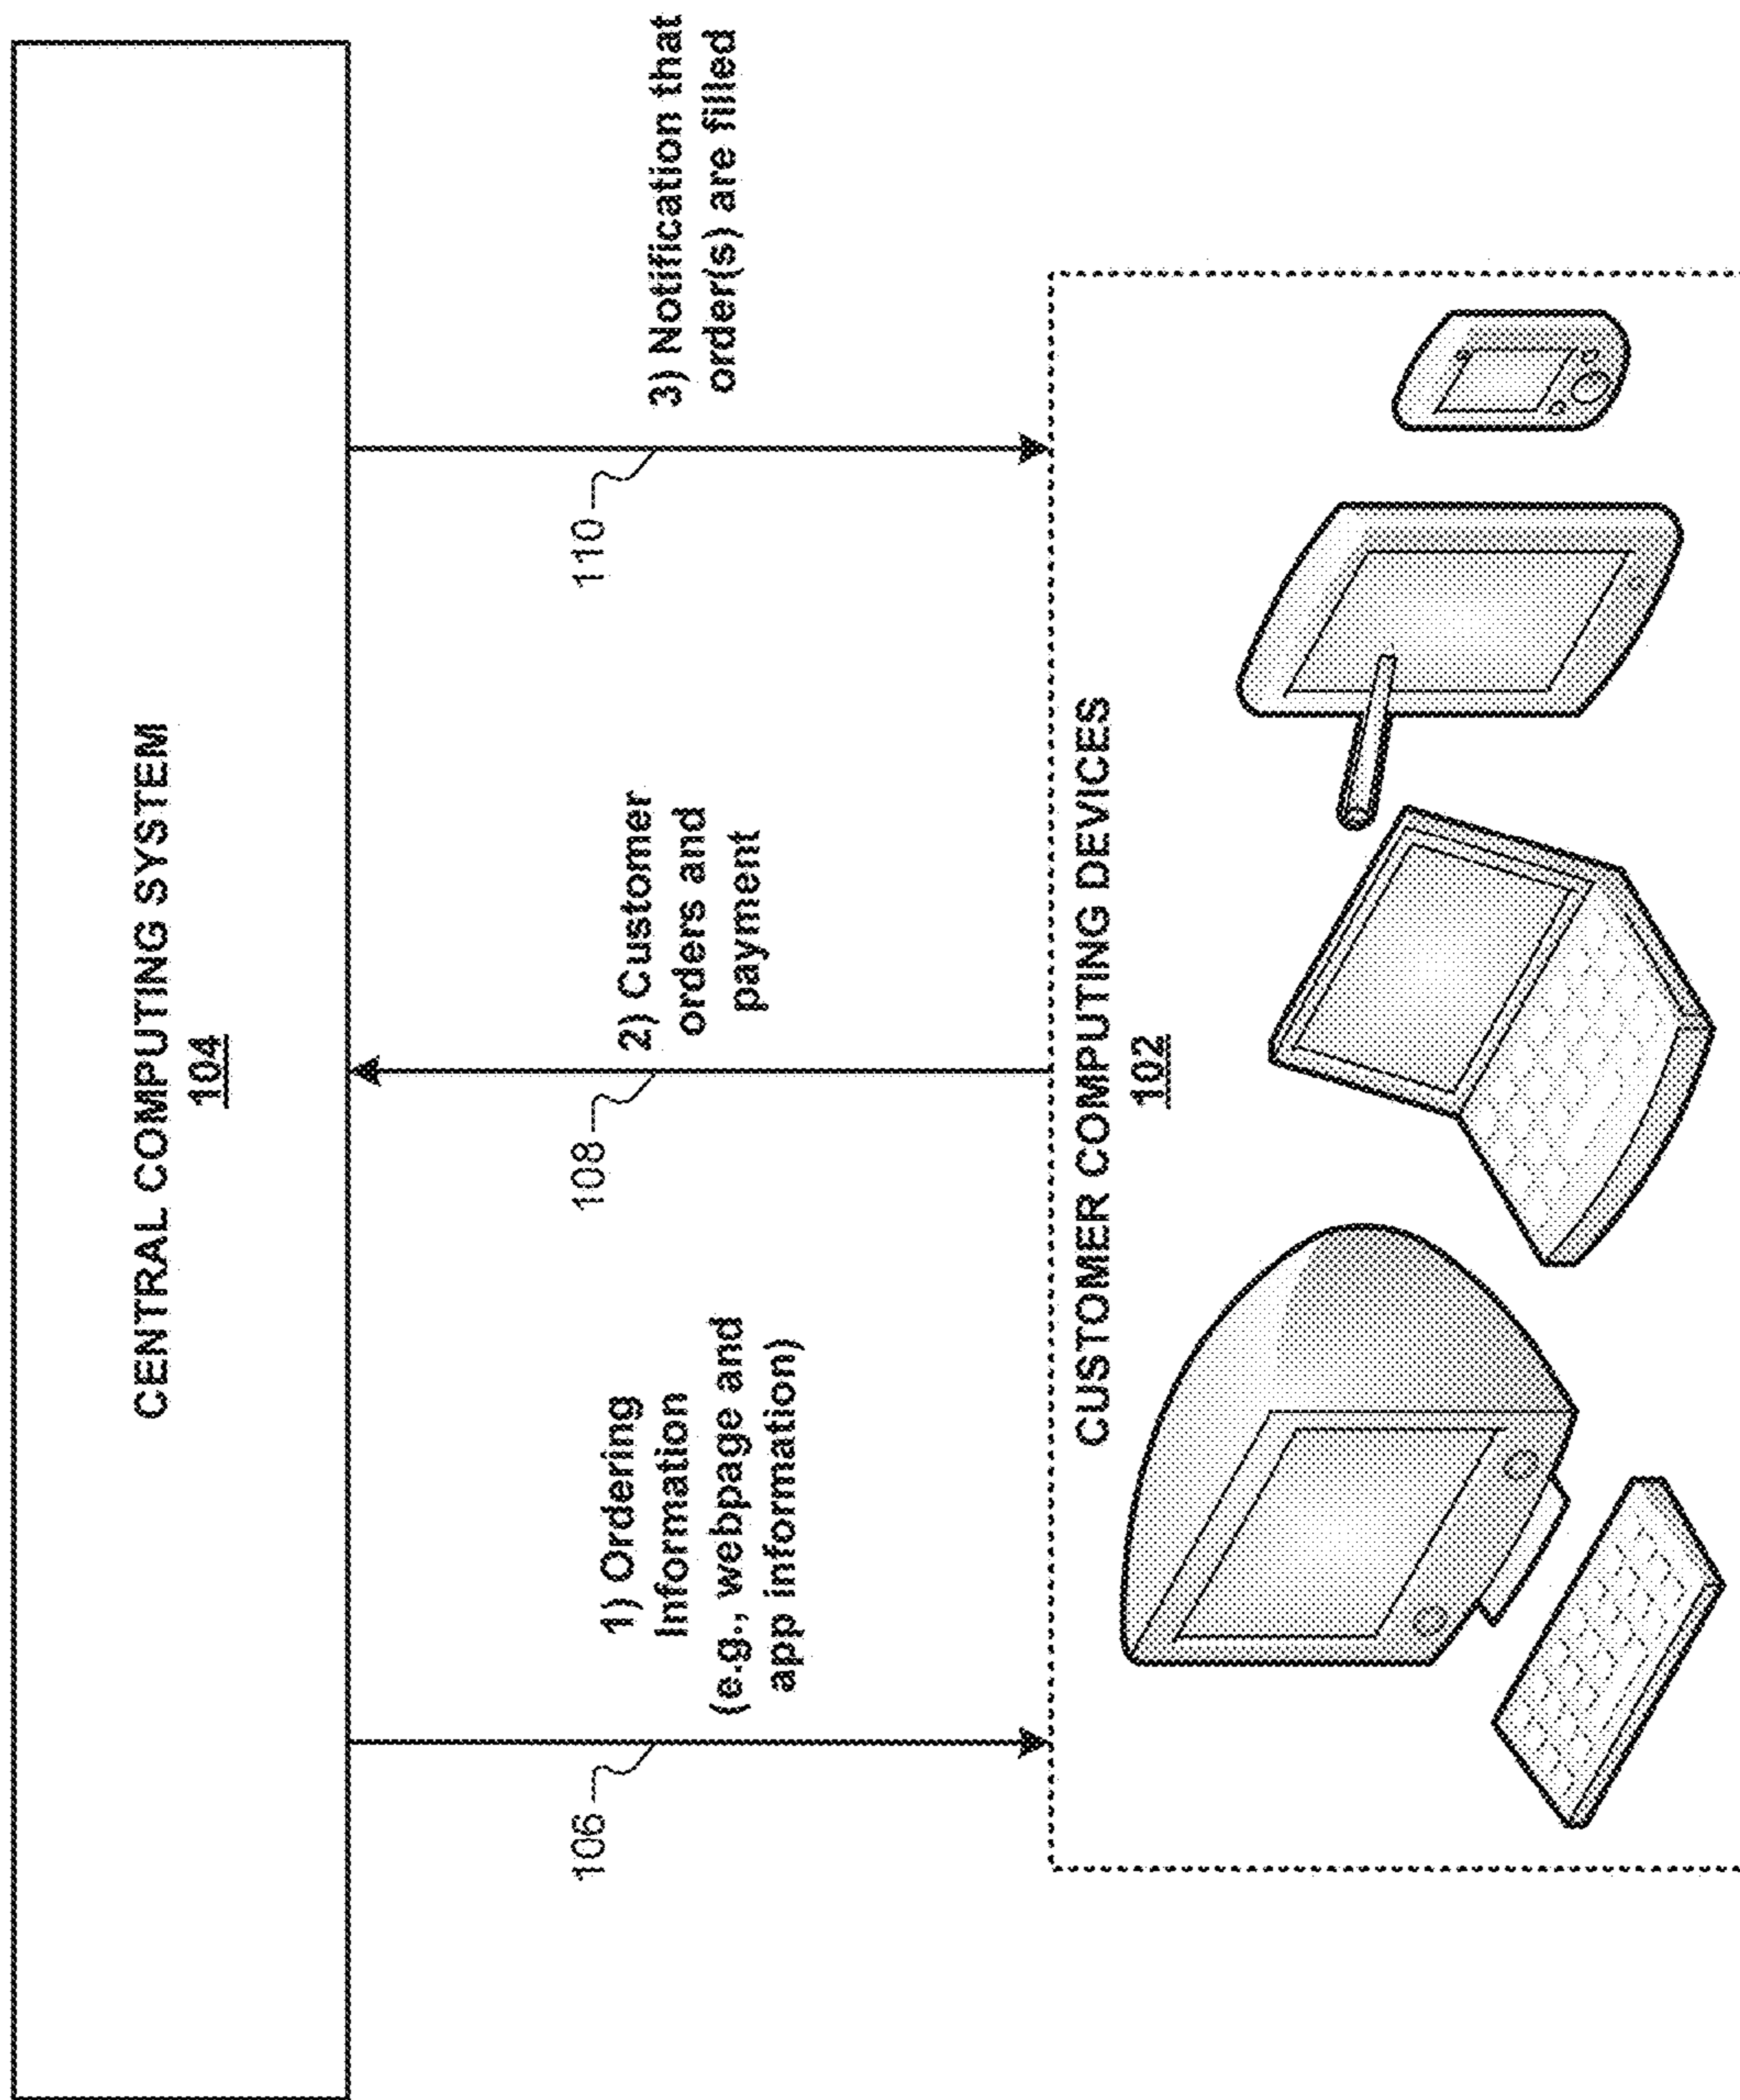 CENTRAL COMPUTING SYSTEM
104
106
1) Ordering
Information
(e.g., webpage and
app information)
108
2) Customer
orders and
payment
110
3) Notification that
order(s) are filled
CUSTOMER COMPUTING DEVICES
102